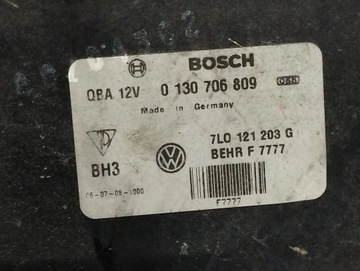 BOSCH
QBA 12V 0 130 706 809
Made in Germany
7L0 121 203 G
BEHR F 7777
BH3
F7777